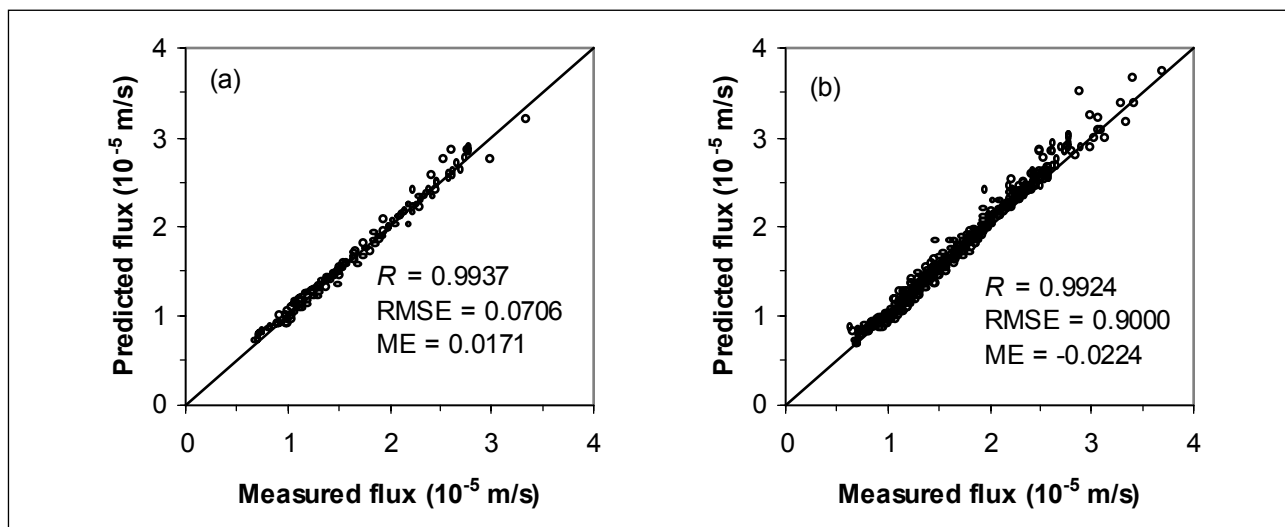 4
3
2
1
0
Predicted flux (10⁻⁵ m/s)
(a)
R = 0.9937
RMSE = 0.0706
ME = 0.0171
0 1 2 3 4
Measured flux (10⁻⁵ m/s)
4
3
2
1
0
Predicted flux (10⁻⁵ m/s)
(b)
R = 0.9924
RMSE = 0.9000
ME = -0.0224
0 1 2 3 4
Measured flux (10⁻⁵ m/s)